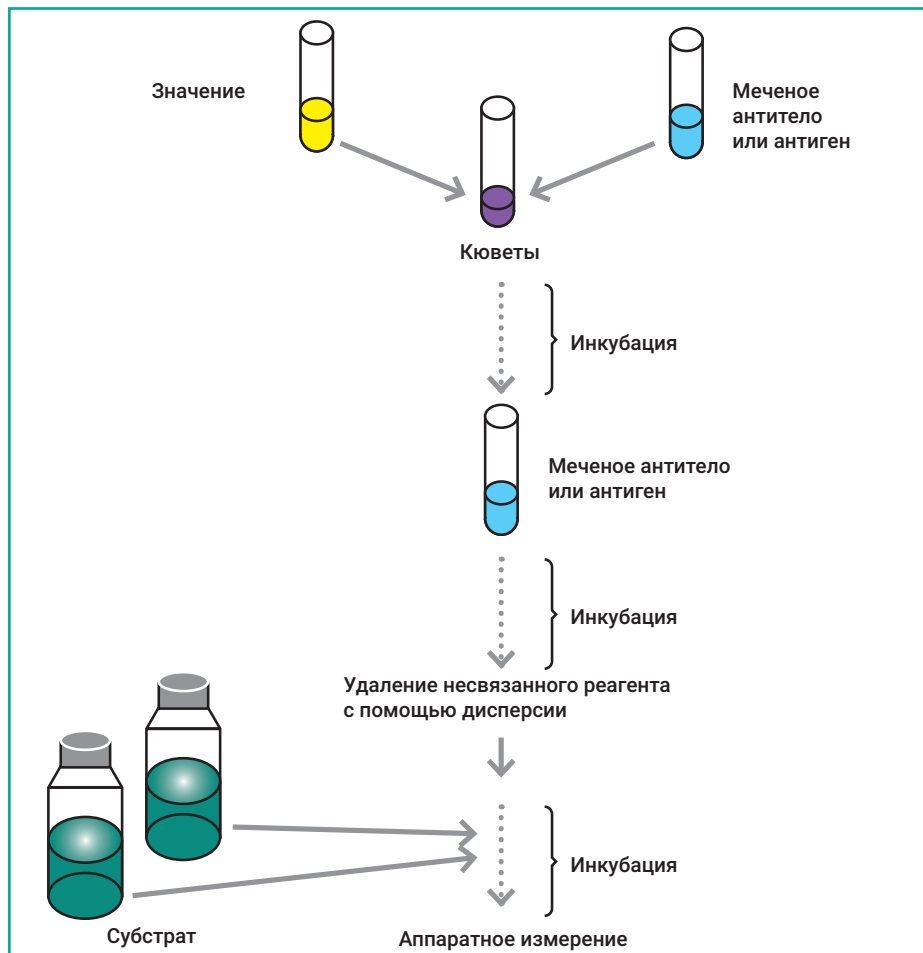 Значение
Меченое
антитело
или антиген
Кюветы
Инкубация
Меченое антитело
или антиген
Инкубация
Удаление несвязанного реагента
с помощью дисперсии
Инкубация
Субстрат
Аппаратное измерение